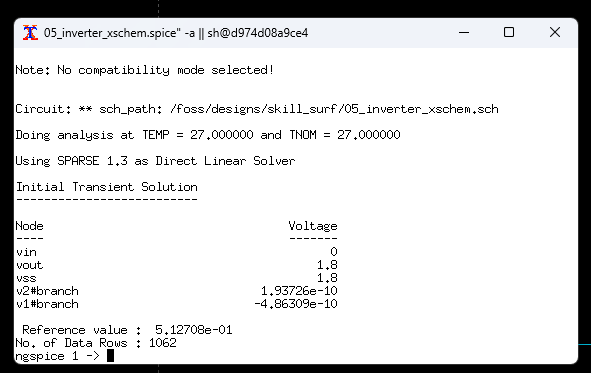 05_inverter_xschem.spice" -a || sh@d974d08a9ce4
Note: No compatibility mode selected!
Circuit: ** sch_path: /foss/designs/skill_surf/05_inverter_xschem.sch
Doing analysis at TEMP = 27.000000 and TNOM = 27.000000
Using SPARSE 1.3 as Direct Linear Solver
Initial Transient Solution
--------------------------
Node Voltage
---- -------
vin 0
vout 1.8
vss 1.8
v2#branch 1.93726e-10
v1#branch -4.86309e-10
Reference value : 5.12708e-01
No. of Data Rows : 1062
ngspice 1 ->